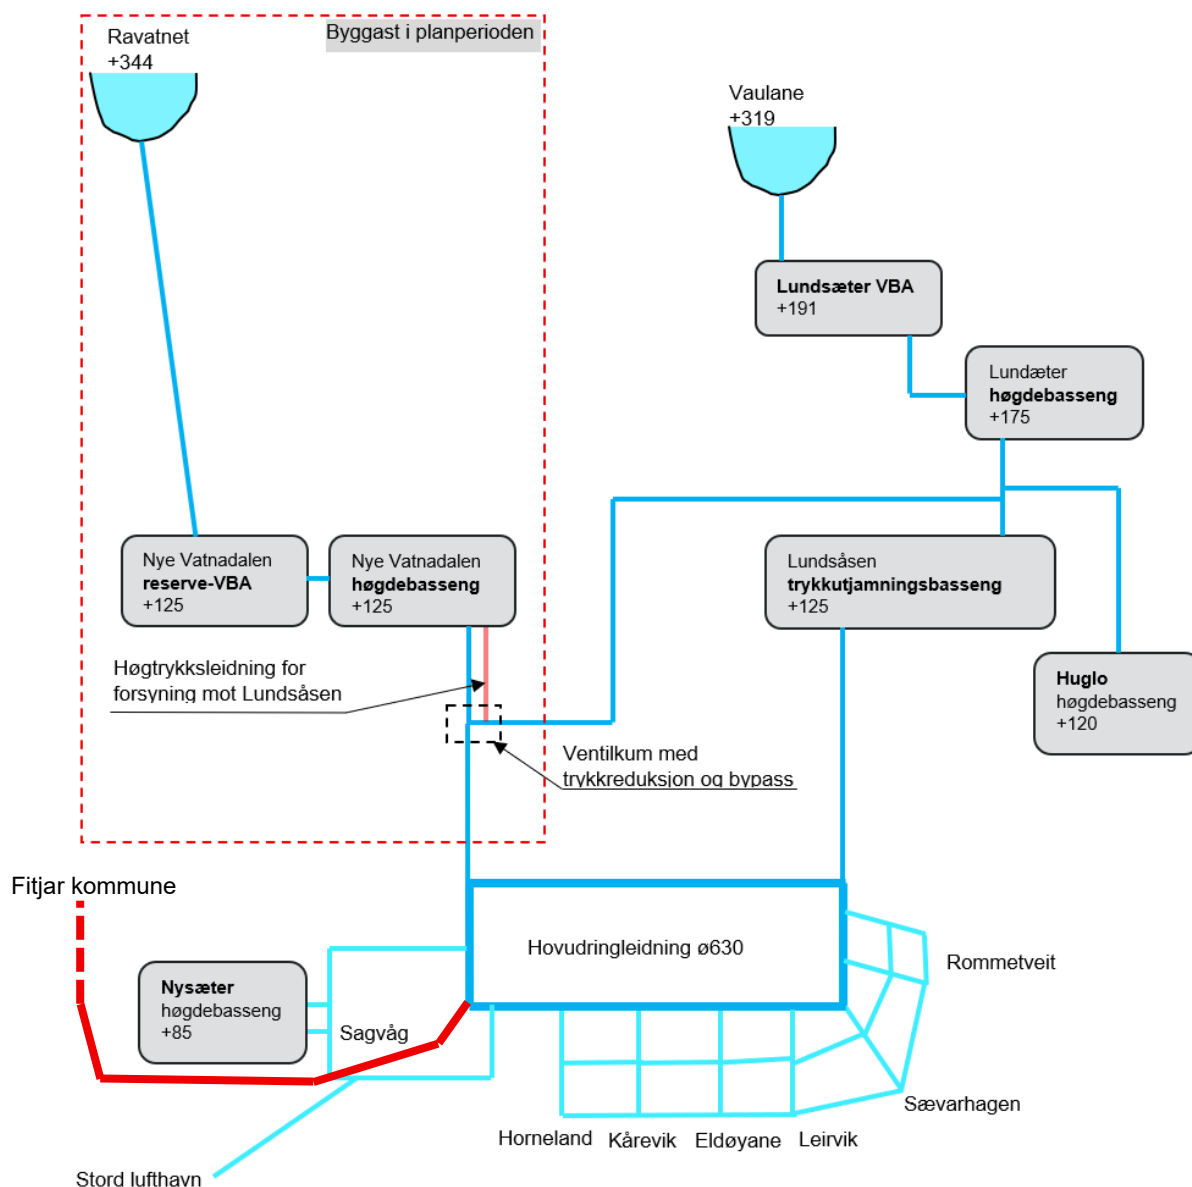 Ravatnet
+344
Byggast i planperioden
Vaulane
+319
Lundsæter VBA
+191
Lundæter
høgdebasseng
+175
Nye Vatnadalen
reserve-VBA
+125
Nye Vatnadalen
høgdebasseng
+125
Lundsåsen
trykkutjamningsbasseng
+125
Høgtrykksleidning for
forsyning mot Lundsåsen
Huglo
høgdebasseng
+120
Ventilkum med
trykkreduksjon og bypass
Fitjar kommune
Hovudringleidning ø630
Rommetveit
Nysæter
høgdebasseng
+85
Sagvåg
Sævarhagen
Horneland
Kårevik
Eldøyane
Leirvik
Stord lufthavn